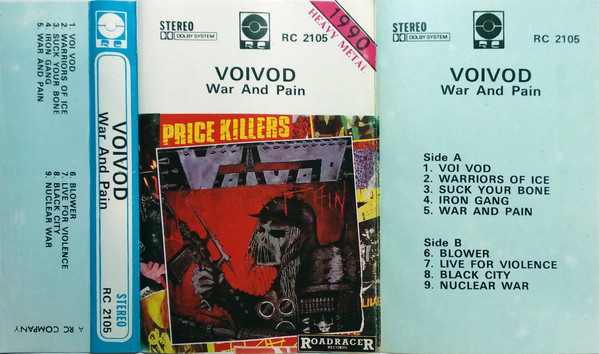 RC
1. VOI VOD
2. WARRIORS OF ICE
3. SUCK YOUR BONE
4. IRON GANG
5. WAR AND PAIN
6. BLOWER
7. LIVE FOR VIOLENCE
8. BLACK CITY
9. NUCLEAR WAR
A RC COMPANY
RC
VOIVOD
War And Pain
STEREO
RC 2105
STEREO
DOLBY SYSTEM
RC
RC 2105
1990
HEAVY METAL
VOIVOD
War And Pain
PRICE KILLERS
VOIVOD
LIVE
ROADRACER
RECORDS
STEREO
DOLBY SYSTEM
RC
RC 2105
VOIVOD
War And Pain
Side A
1. VOI VOD
2. WARRIORS OF ICE
3. SUCK YOUR BONE
4. IRON GANG
5. WAR AND PAIN
Side B
6. BLOWER
7. LIVE FOR VIOLENCE
8. BLACK CITY
9. NUCLEAR WAR